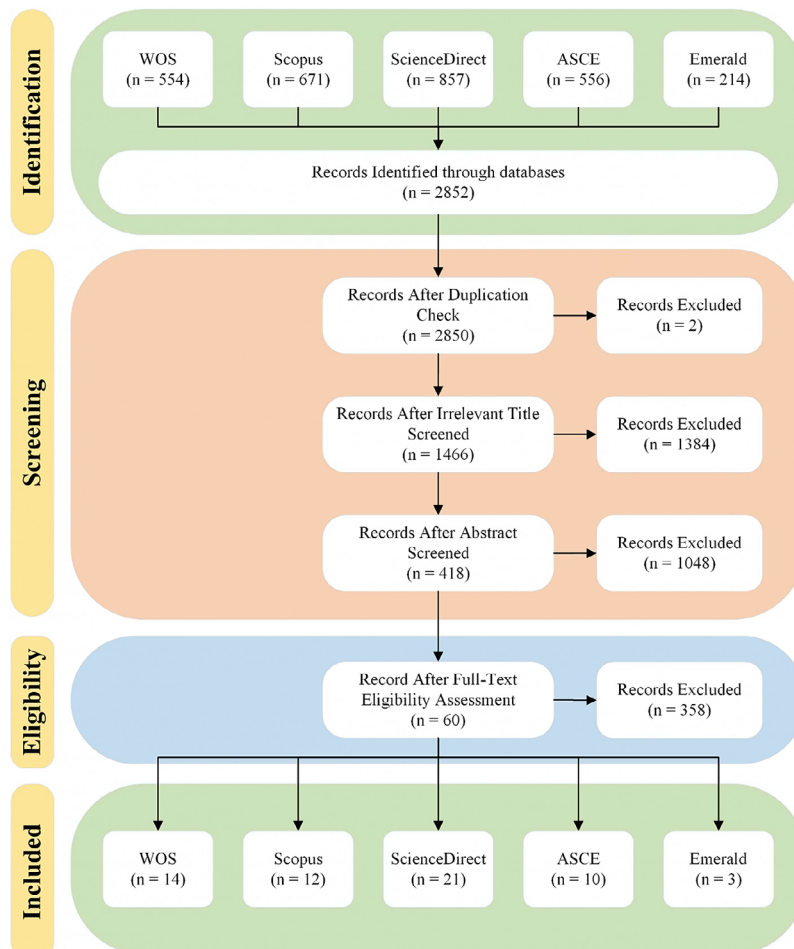 Identification
WOS
(n = 554)
Scopus
(n = 671)
ScienceDirect
(n = 857)
ASCE
(n = 556)
Emerald
(n = 214)
Records Identified through databases
(n = 2852)
Screening
Records After Duplication
Check
(n = 2850)
Records Excluded
(n = 2)
Records After Irrelevant Title
Screened
(n = 1466)
Records Excluded
(n = 1384)
Records After Abstract
Screened
(n = 418)
Records Excluded
(n = 1048)
Eligibility
Record After Full-Text
Eligibility Assessment
(n = 60)
Records Excluded
(n = 358)
Included
WOS
(n = 14)
Scopus
(n = 12)
ScienceDirect
(n = 21)
ASCE
(n = 10)
Emerald
(n = 3)